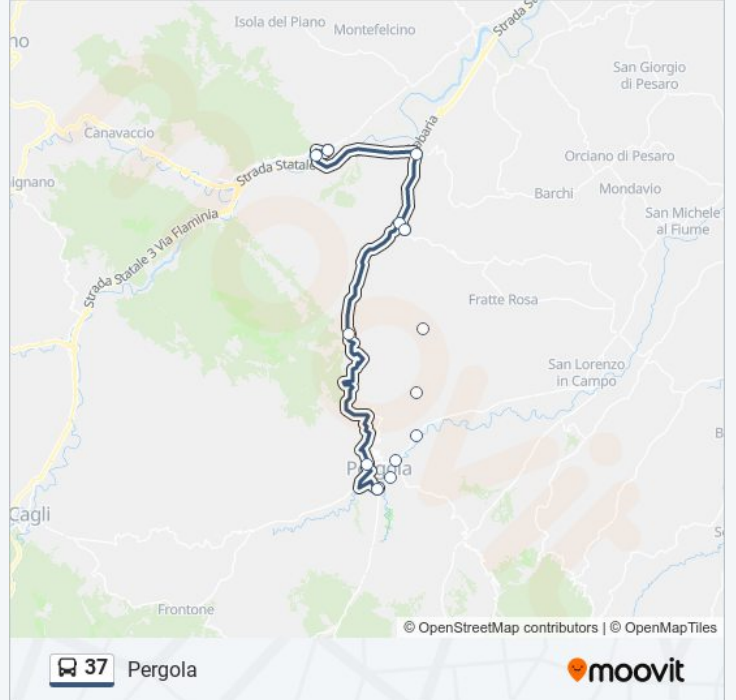 Isola del Piano
Montefelcino
Strada S
no
San Giorgio
di Pesaro
Canavaccio
Orciano di Pesaro
Strada Statale
ignano
Barchi
Mondavio
San Michele
al Fiume
Strada Statale 3 Via Flaminia
Fratte Rosa
San Lorenzo
in Campo
B
Pergola
Cagli
S
Frontone
© OpenStreetMap contributors | © OpenMapTiles
37 Pergola
moovit